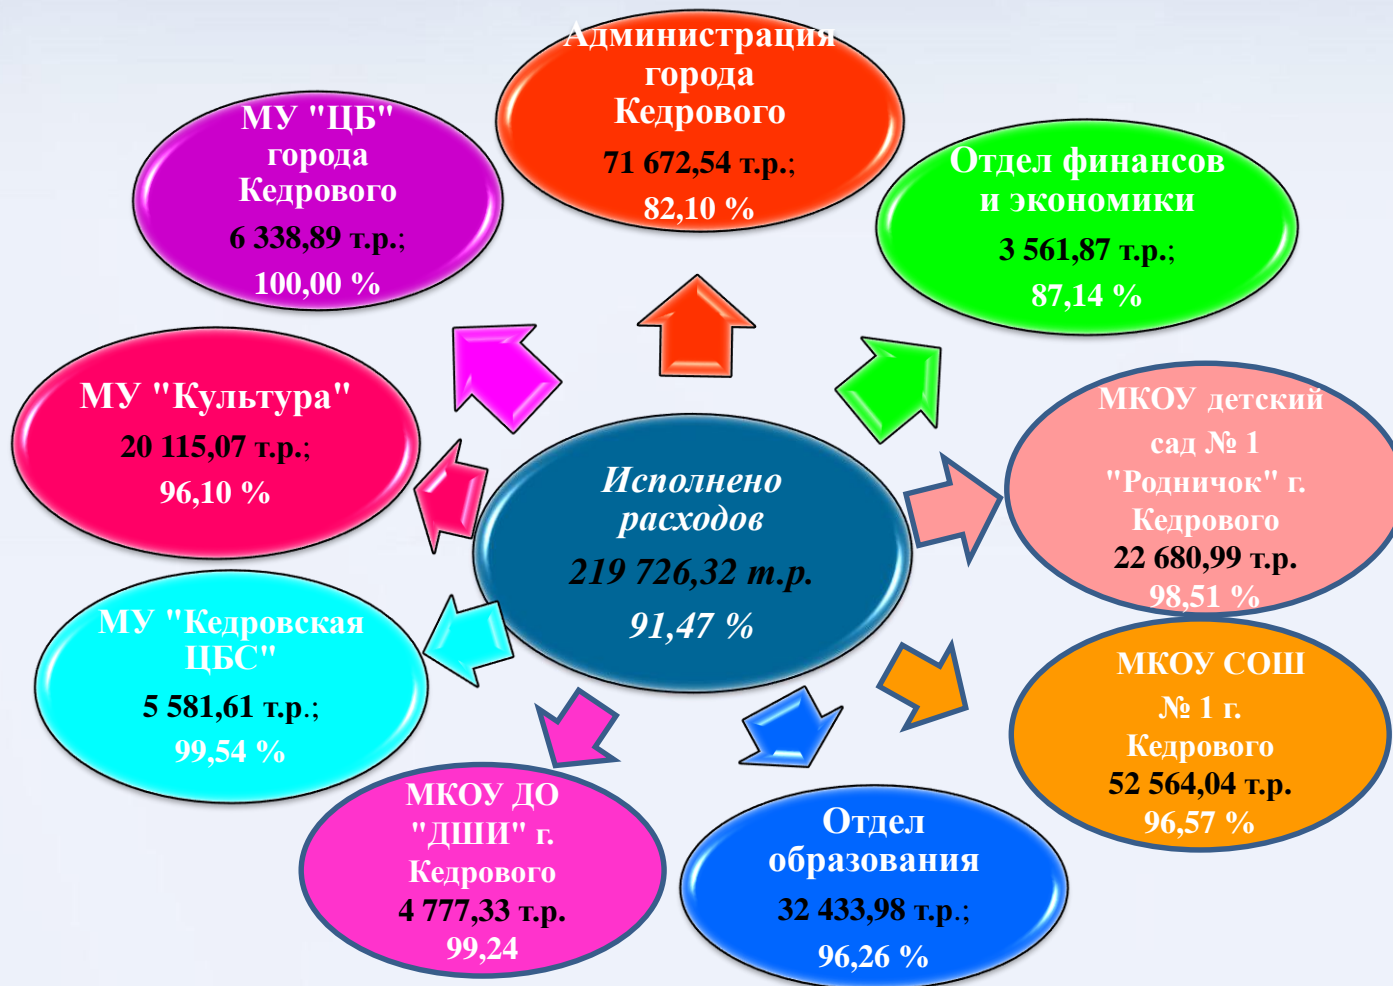 Администрация
города
Кедрового
71 672,54 т.р.;
82,10 %
МУ "ЦБ"
города
Кедрового
6 338,89 т.р.;
100,00 %
Отдел финансов
и экономики
3 561,87 т.р.;
87,14 %
МУ "Культура"
20 115,07 т.р.;
96,10 %
Исполнено
расходов
219 726,32 т.р.
91,47 %
МКОУ детский
сад № 1
"Родничок" г.
Кедрового
22 680,99 т.р.
98,51 %
МУ "Кедровская
ЦБС"
5 581,61 т.р.;
99,54 %
МКОУ СОШ
№ 1 г.
Кедрового
52 564,04 т.р.
96,57 %
МКОУ ДО
"ДШИ" г.
Кедрового
4 777,33 т.р.
99,24
Отдел
образования
32 433,98 т.р.;
96,26 %